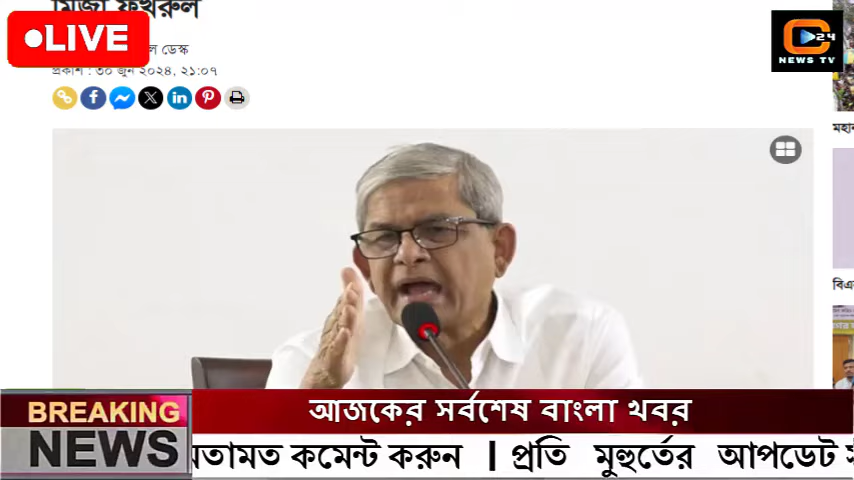 মির্জা ফখরুল
LIVE
ডেস্ক
প্রকাশ : ৩০ জুন ২০২৪, ২১:০৭
C 24
NEWS TV
BREAKING
NEWS
আজকের সর্বশেষ বাংলা খবর
মতামত কমেন্ট করুন | প্রতি মুহুর্তের আপডেট